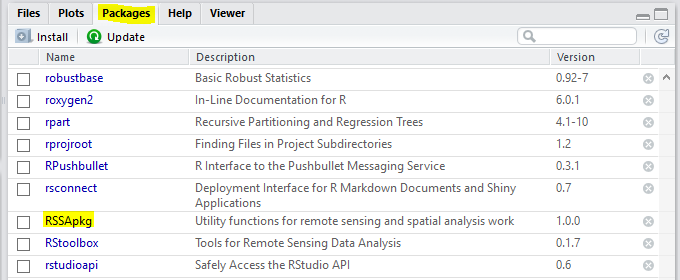 Files Plots Packages Help Viewer
Install Update
Name Description Version
robustbase Basic Robust Statistics 0.92-7
roxygen2 In-Line Documentation for R 6.0.1
rpart Recursive Partitioning and Regression Trees 4.1-10
rprojroot Finding Files in Project Subdirectories 1.2
RPushbullet R Interface to the Pushbullet Messaging Service 0.3.1
rsconnect Deployment Interface for R Markdown Documents and Shiny 0.7
Applications
RSSApkg Utility functions for remote sensing and spatial analysis work 1.0.0
RStoolbox Tools for Remote Sensing Data Analysis 0.1.7
rstudioapi Safely Access the RStudio API 0.6